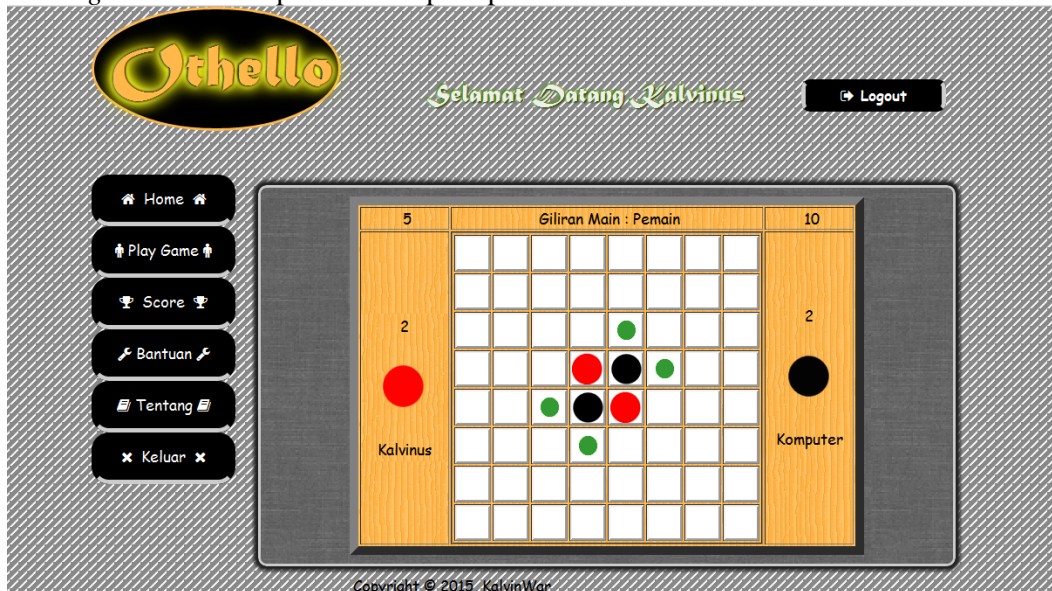 Othello
Selamat Datang Kalvinus
Logout
Home
Play Game
Score
Bantuan
Tentang
Keluar
5
Giliran Main : Pemain
10
2
Kalvinus
2
Komputer
Copyright © 2015 KalvinWar